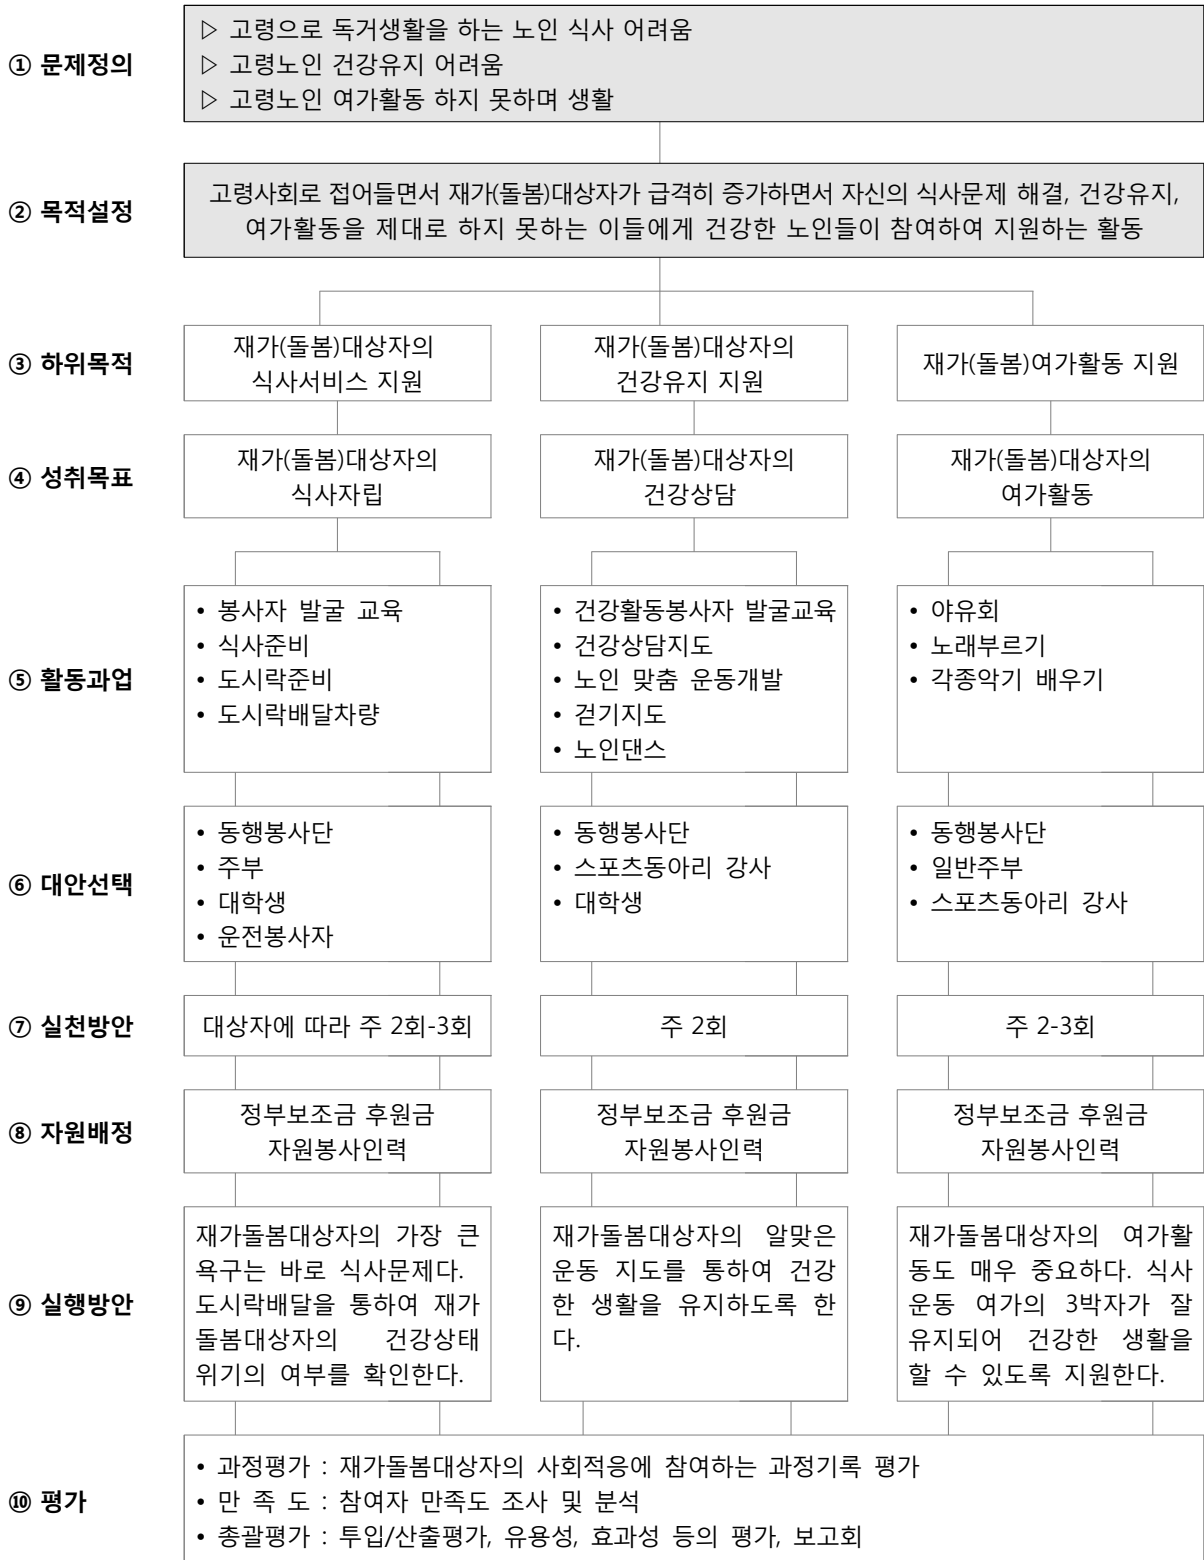 ① 문제정의
▷ 고령으로 독거생활을 하는 노인 식사 어려움
▷ 고령노인 건강유지 어려움
▷ 고령노인 여가활동 하지 못하며 생활
② 목적설정
고령사회로 접어들면서 재가(돌봄)대상자가 급격히 증가하면서 자신의 식사문제 해결, 건강유지,
여가활동을 제대로 하지 못하는 이들에게 건강한 노인들이 참여하여 지원하는 활동
③ 하위목적
재가(돌봄)대상자의
식사서비스 지원
재가(돌봄)대상자의
건강유지 지원
재가(돌봄)여가활동 지원
④ 성취목표
재가(돌봄)대상자의
식사자립
재가(돌봄)대상자의
건강상담
재가(돌봄)대상자의
여가활동
⑤ 활동과업
• 봉사자 발굴 교육
• 식사준비
• 도시락준비
• 도시락배달차량
• 건강활동봉사자 발굴교육
• 건강상담지도
• 노인 맞춤 운동개발
• 걷기지도
• 노인댄스
• 야유회
• 노래부르기
• 각종악기 배우기
⑥ 대안선택
• 동행봉사단
• 주부
• 대학생
• 운전봉사자
• 동행봉사단
• 스포츠동아리 강사
• 대학생
• 동행봉사단
• 일반주부
• 스포츠동아리 강사
⑦ 실천방안
대상자에 따라 주 2회-3회
주 2회
주 2-3회
⑧ 자원배정
정부보조금 후원금
자원봉사인력
정부보조금 후원금
자원봉사인력
정부보조금 후원금
자원봉사인력
⑨ 실행방안
재가돌봄대상자의 가장 큰
욕구는 바로 식사문제다.
도시락배달을 통하여 재가
돌봄대상자의 건강상태
위기의 여부를 확인한다.
재가돌봄대상자의 알맞은
운동 지도를 통하여 건강
한 생활을 유지하도록 한
다.
재가돌봄대상자의 여가활
동도 매우 중요하다. 식사
운동 여가의 3박자가 잘
유지되어 건강한 생활을
할 수 있도록 지원한다.
⑩ 평가
• 과정평가 : 재가돌봄대상자의 사회적응에 참여하는 과정기록 평가
• 만 족 도 : 참여자 만족도 조사 및 분석
• 총괄평가 : 투입/산출평가, 유용성, 효과성 등의 평가, 보고회